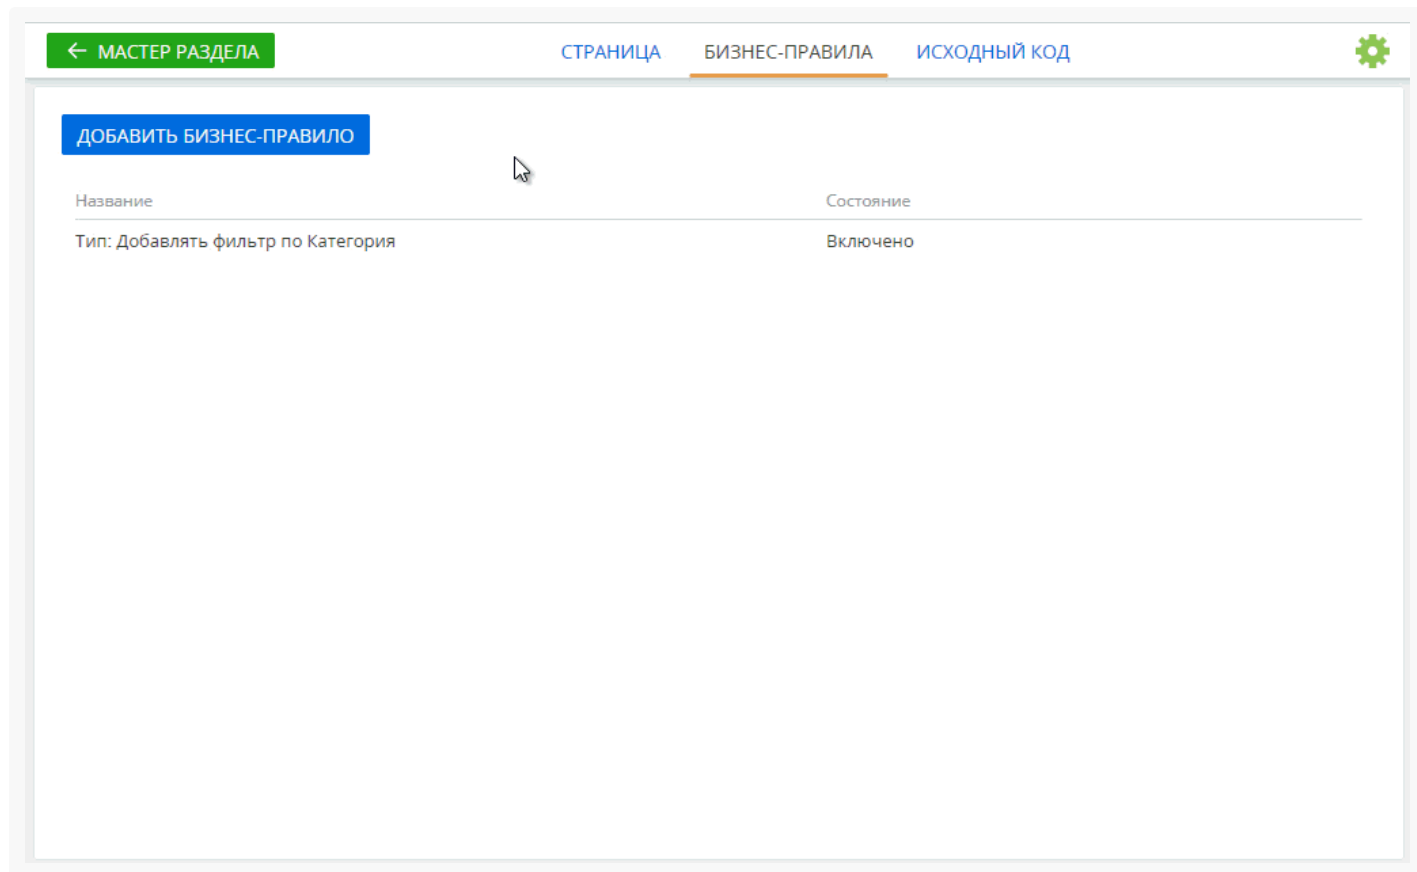 ← МАСТЕР РАЗДЕЛА СТРАНИЦА БИЗНЕС-ПРАВИЛА ИСХОДНЫЙ КОД
ДОБАВИТЬ БИЗНЕС-ПРАВИЛО
Название Состояние
Тип: Добавлять фильтр по Категория Включено